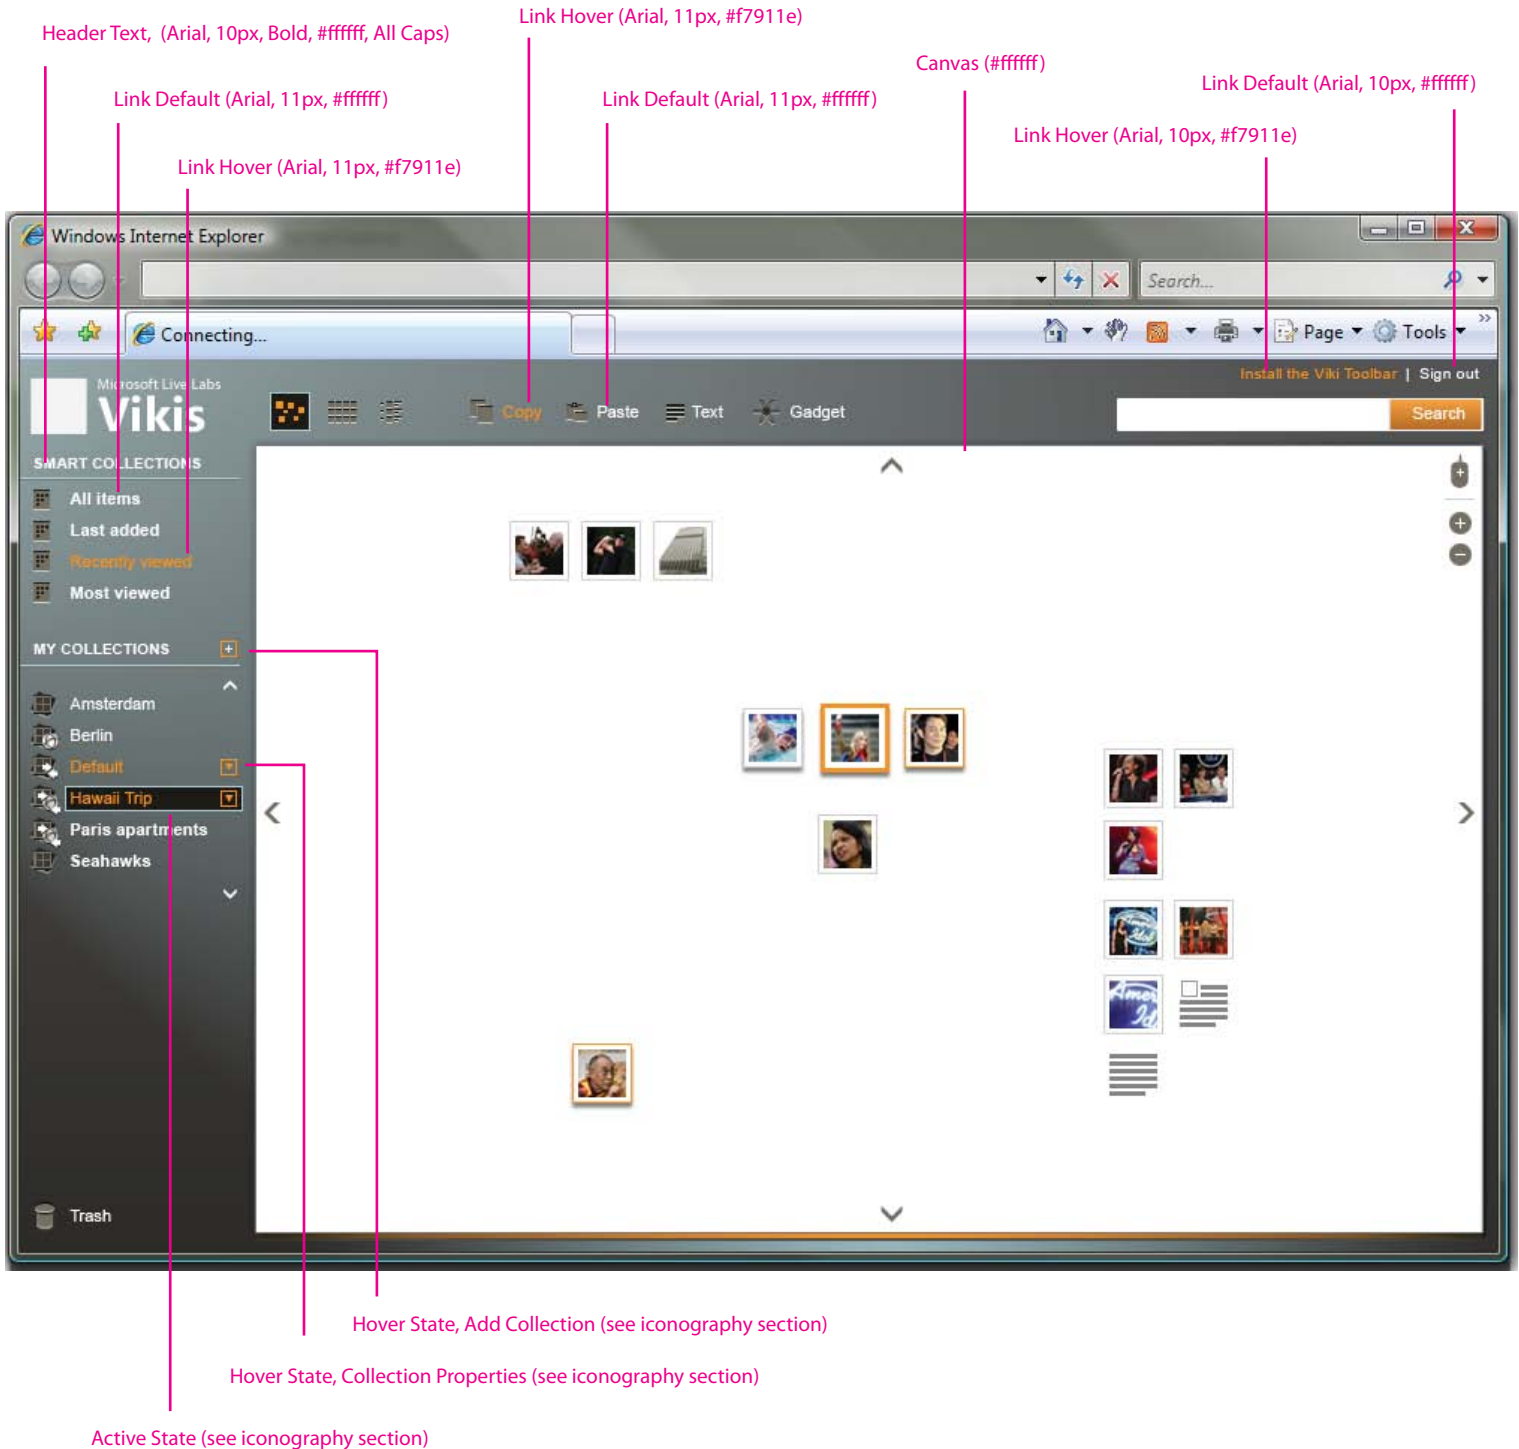 Link Hover (Arial, 11px, #f7911e)
Header Text,  (Arial, 10px, Bold, #ffffff, All Caps)
Canvas (#ffffff)
Link Default (Arial, 10px, #ffffff)
Link Default (Arial, 11px, #ffffff)
Link Default (Arial, 11px, #ffffff)
Link Hover (Arial, 10px, #f7911e)
Link Hover (Arial, 11px, #f7911e)
Windows Internet Explorer
Search...
Connecting...
Page
Tools
Install the Viki Toolbar | Sign out
Microsoft Live Labs
Vikis
Copy
Paste
Text
Gadget
Search
SMART COLLECTIONS
All items
Last added
Recently viewed
Most viewed
MY COLLECTIONS
Amsterdam
Berlin
Default
Hawaii Trip
Paris apartments
Seahawks
Trash
Hover State, Add Collection (see iconography section)
Hover State, Collection Properties (see iconography section)
Active State (see iconography section)